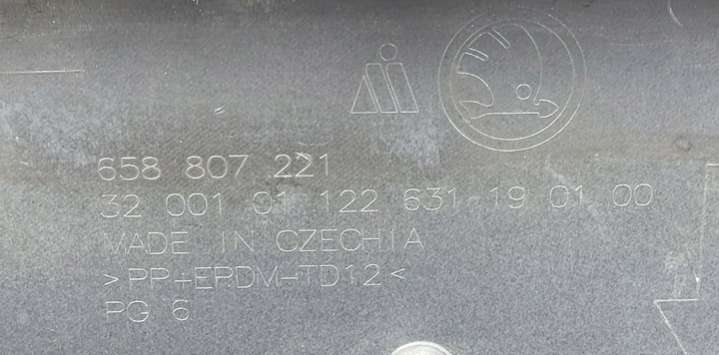 658 807 221
32 001 01 122 631-19 01 00
MADE IN CZECHIA
>PP+EPDM-TD12<
PG 6